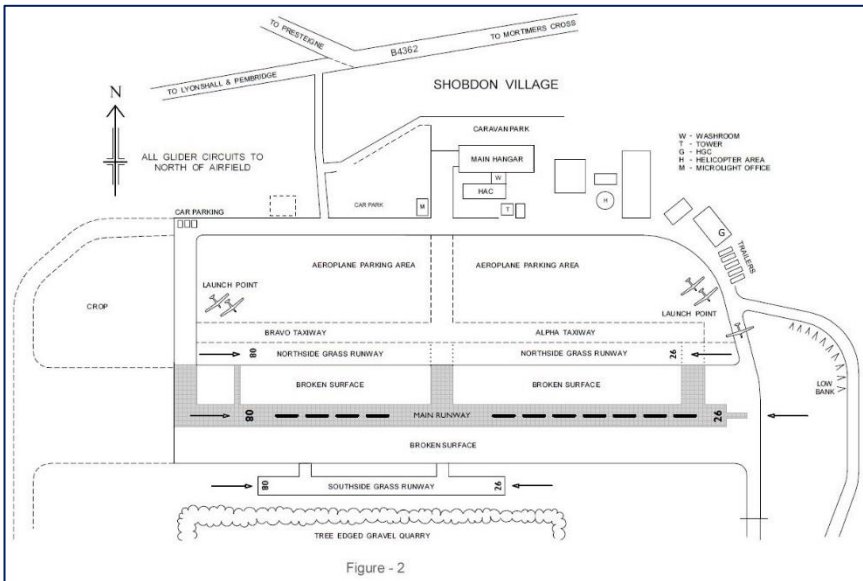 TO PRESTEIGNE
B4362
TO MORTIMERS CROSS
TO LYONSHALL & PEMBRIDGE
SHOBDON VILLAGE
N
CARAVAN PARK
MAIN HANGAR
W - WASHROOM
T - TOWER
G - HGC
H - HELICOPTER AREA
M - MICROLIGHT OFFICE
ALL GLIDER CIRCUITS TO
NORTH OF AIRFIELD
W
HAC
CAR PARK
M
T
H
CAR PARKING
G
TRAILERS
AEROPLANE PARKING AREA
AEROPLANE PARKING AREA
LAUNCH POINT
CROP
LAUNCH POINT
BRAVO TAXIWAY
ALPHA TAXIWAY
08
NORTHSIDE GRASS RUNWAY
NORTHSIDE GRASS RUNWAY
26
BROKEN SURFACE
BROKEN SURFACE
LOW
BANK
08
MAIN RUNWAY
26
BROKEN SURFACE
08
SOUTHSIDE GRASS RUNWAY
26
TREE EDGED GRAVEL QUARRY
Figure - 2